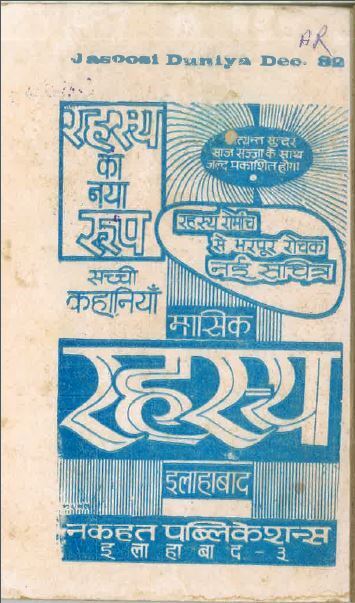 AR
Jasoosi Duniya Dec. 82
रहस्य
का
नया
रूप
अत्यन्त सुन्दर
साज सज्जा के साथ
जल्द प्रकाशित होगा
रहस्य रोमांच
से भरपूर रोचक
नई सचित्र
सच्ची
कहानियाँ
मासिक
रहस्य
इलाहाबाद
नकहत पब्लिकेशन्स
इलाहाबाद - ३